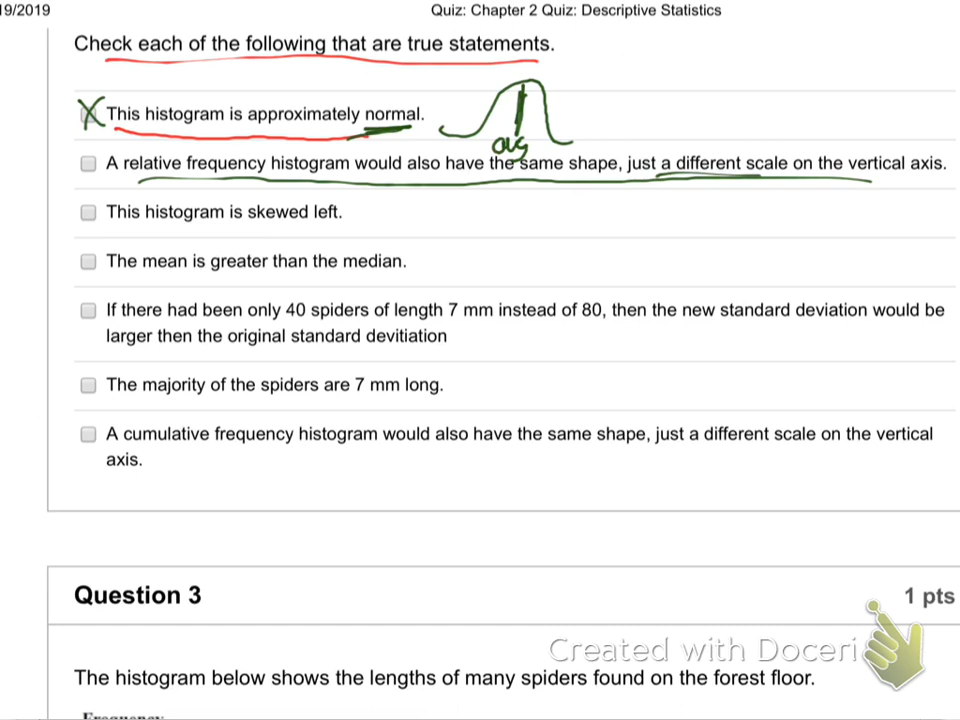 19/2019
Quiz: Chapter 2 Quiz: Descriptive Statistics
Check each of the following that are true statements.
This histogram is approximately normal.
avg
A relative frequency histogram would also have the same shape, just a different scale on the vertical axis.
This histogram is skewed left.
The mean is greater than the median.
If there had been only 40 spiders of length 7 mm instead of 80, then the new standard deviation would be
larger then the original standard devitiation
The majority of the spiders are 7 mm long.
A cumulative frequency histogram would also have the same shape, just a different scale on the vertical
axis.
Question 3
1 pts
Created with Doceri
The histogram below shows the lengths of many spiders found on the forest floor.
Frequency